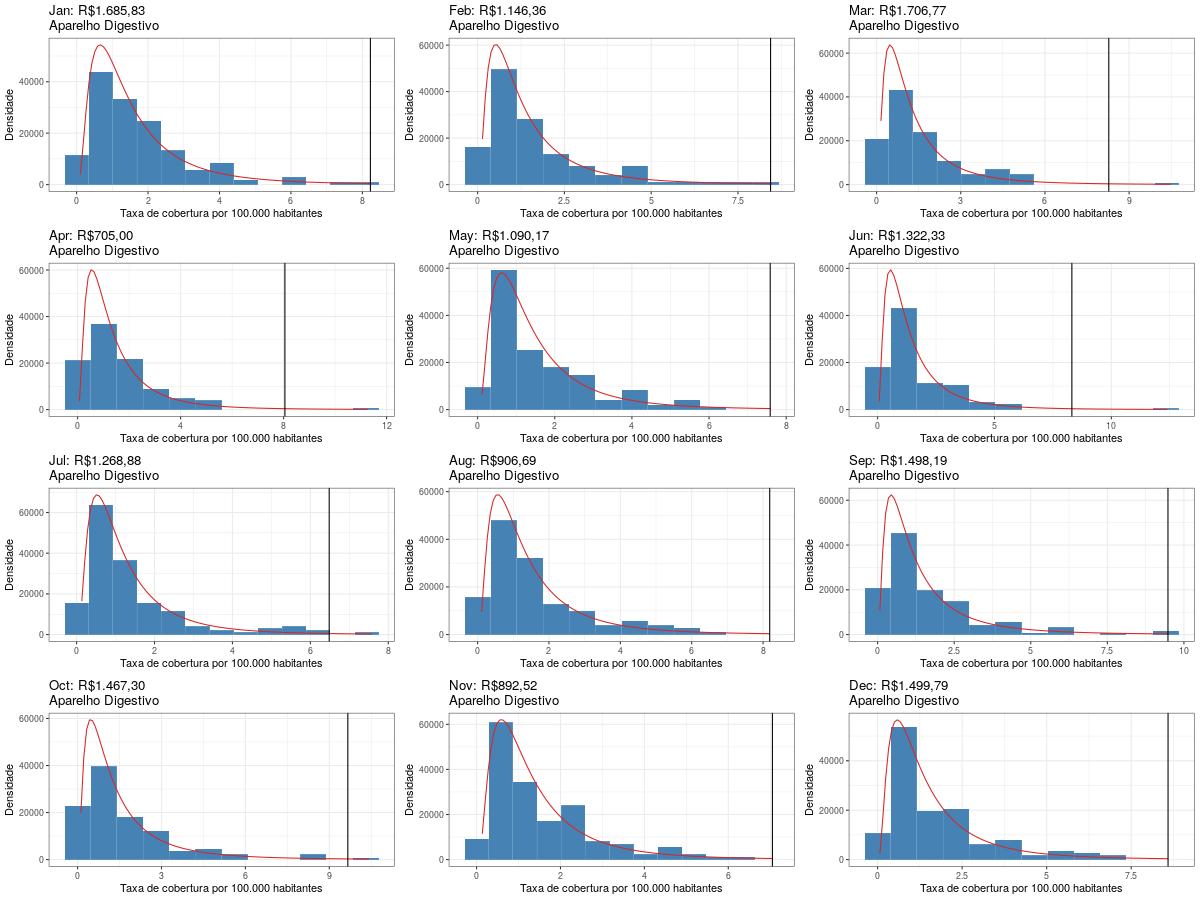 Jan: R$1.685,83
Aparelho Digestivo
Densidade
40000
20000
0
0
2
4
6
8
Taxa de cobertura por 100.000 habitantes
Feb: R$1.146,36
Aparelho Digestivo
Densidade
60000
40000
20000
0
0
2.5
5
7.5
Taxa de cobertura por 100.000 habitantes
Mar: R$1.706,77
Aparelho Digestivo
Densidade
60000
40000
20000
0
0
3
6
9
Taxa de cobertura por 100.000 habitantes
Apr: R$705,00
Aparelho Digestivo
Densidade
60000
40000
20000
0
0
4
8
12
Taxa de cobertura por 100.000 habitantes
May: R$1.090,17
Aparelho Digestivo
Densidade
60000
40000
20000
0
0
2
4
6
8
Taxa de cobertura por 100.000 habitantes
Jun: R$1.322,33
Aparelho Digestivo
Densidade
60000
40000
20000
0
0
5
10
Taxa de cobertura por 100.000 habitantes
Jul: R$1.268,88
Aparelho Digestivo
Densidade
60000
40000
20000
0
0
2
4
6
8
Taxa de cobertura por 100.000 habitantes
Aug: R$906,69
Aparelho Digestivo
Densidade
60000
40000
20000
0
0
2
4
6
8
Taxa de cobertura por 100.000 habitantes
Sep: R$1.498,19
Aparelho Digestivo
Densidade
60000
40000
20000
0
0
2.5
5
7.5
10
Taxa de cobertura por 100.000 habitantes
Oct: R$1.467,30
Aparelho Digestivo
Densidade
60000
40000
20000
0
0
3
6
9
Taxa de cobertura por 100.000 habitantes
Nov: R$892,52
Aparelho Digestivo
Densidade
60000
40000
20000
0
0
2
4
6
Taxa de cobertura por 100.000 habitantes
Dec: R$1.499,79
Aparelho Digestivo
Densidade
40000
20000
0
0
2.5
5
7.5
Taxa de cobertura por 100.000 habitantes